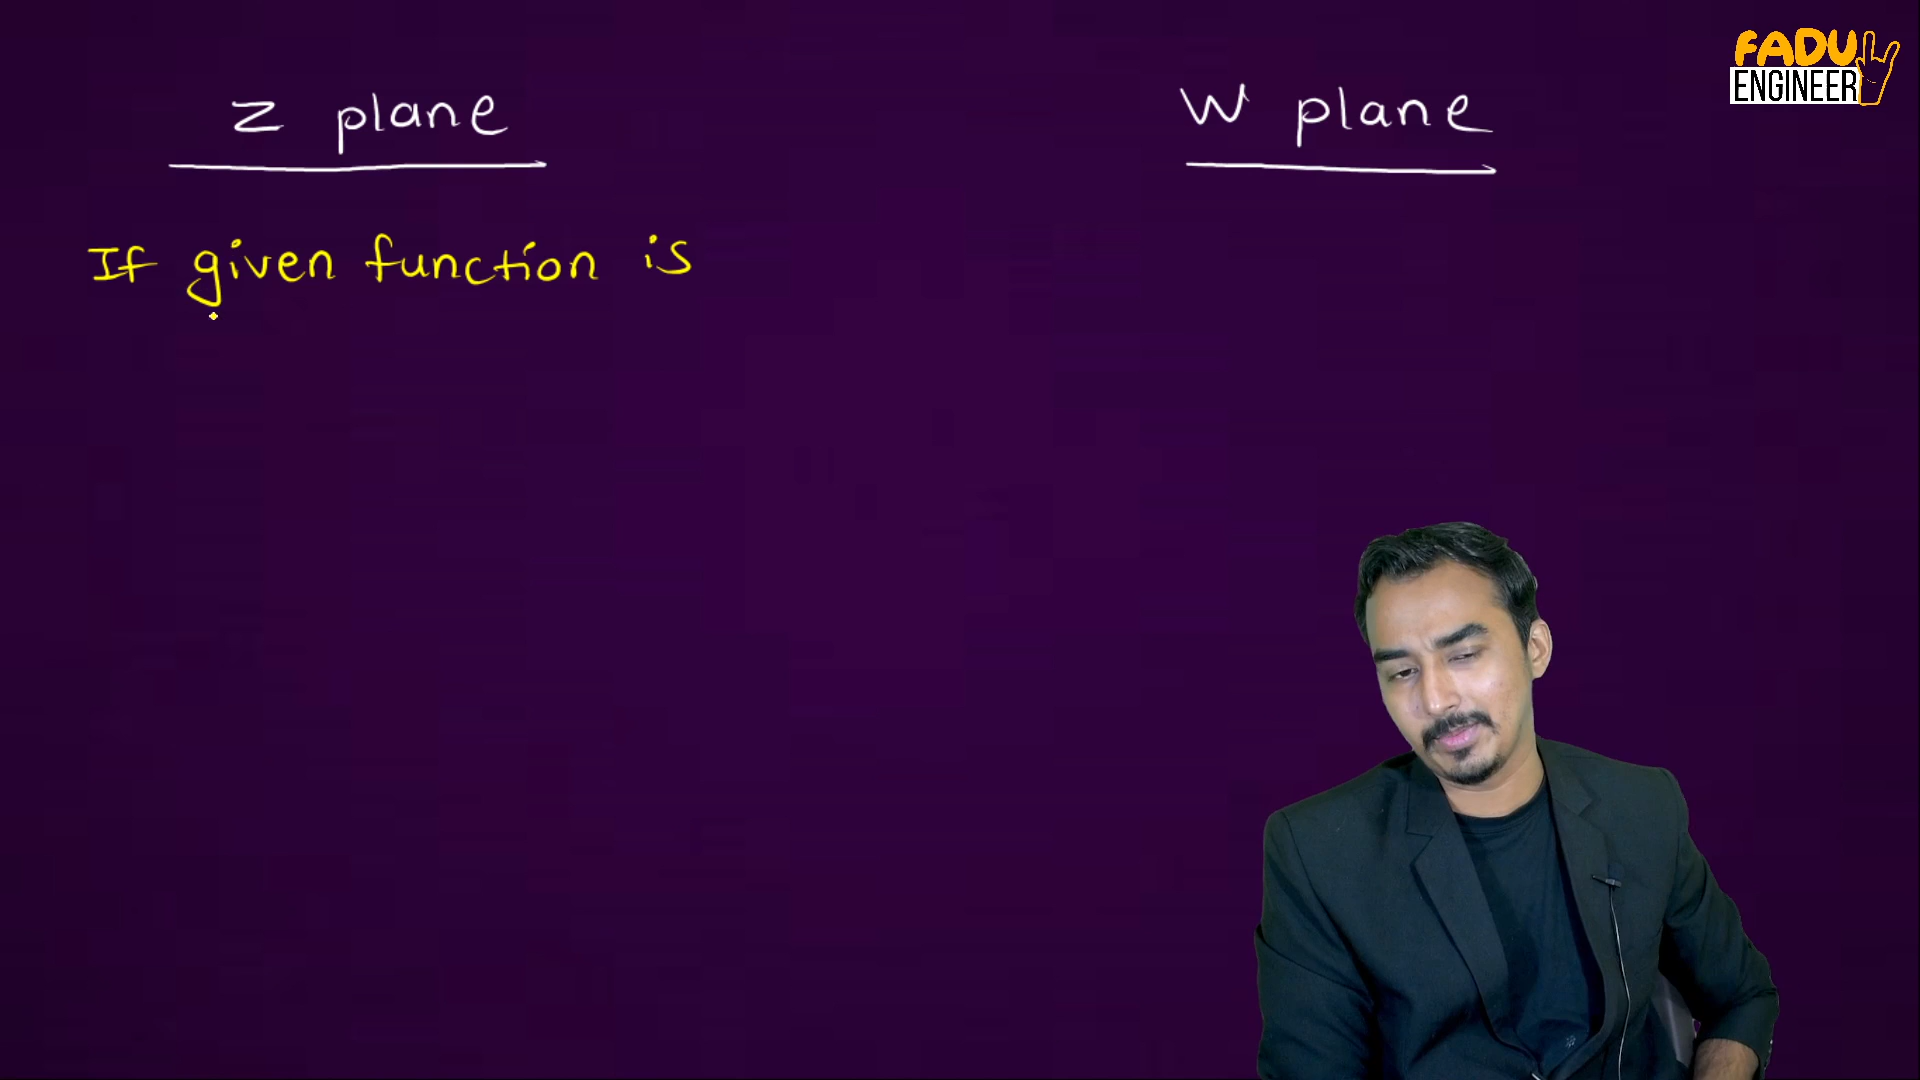 z plane
W plane
FADU
ENGINEER
If given function is